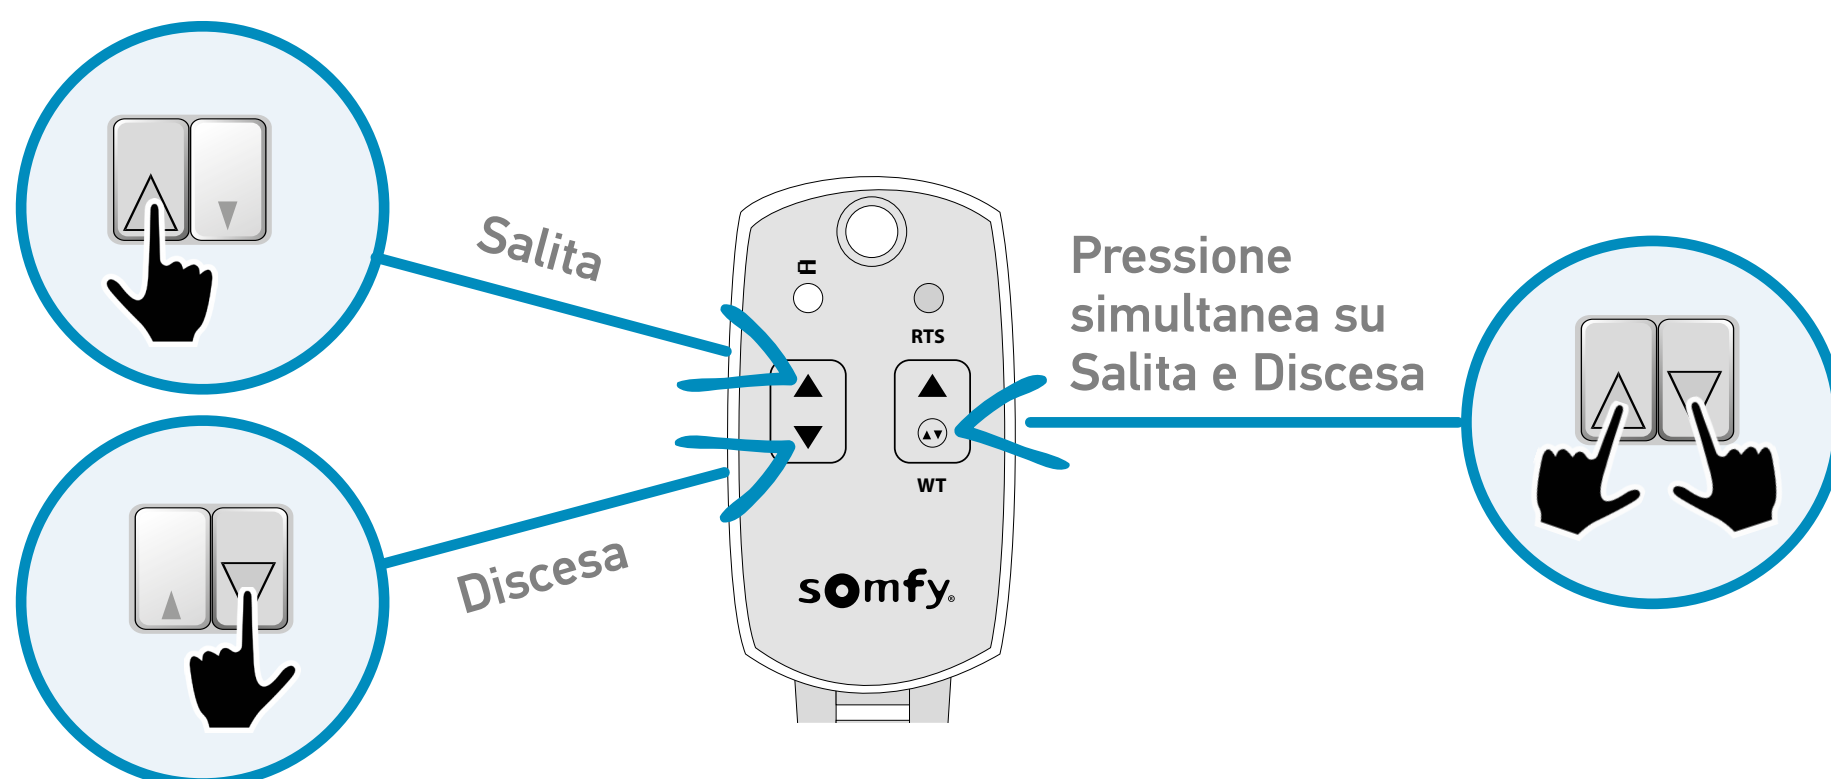 Salita
Pressione
simultanea su
Salita e Discesa
RTS
WT
Discesa
somfy®